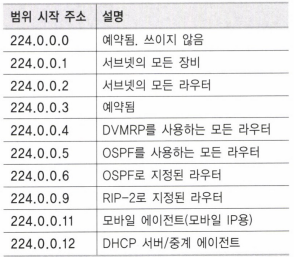 범위 시작 주소 설명
224.0.0.0 예약됨, 쓰이지 않음
224.0.0.1 서브넷의 모든 장비
224.0.0.2 서브넷의 모든 라우터
224.0.0.3 예약됨
224.0.0.4 DVMRP를 사용하는 모든 라우터
224.0.0.5 OSPF를 사용하는 모든 라우터
224.0.0.6 OSPF로 지정된 라우터
224.0.0.9 RIP-2로 지정된 라우터
224.0.0.11 모바일 에이전트(모바일 IP용)
224.0.0.12 DHCP 서버/중계 에이전트